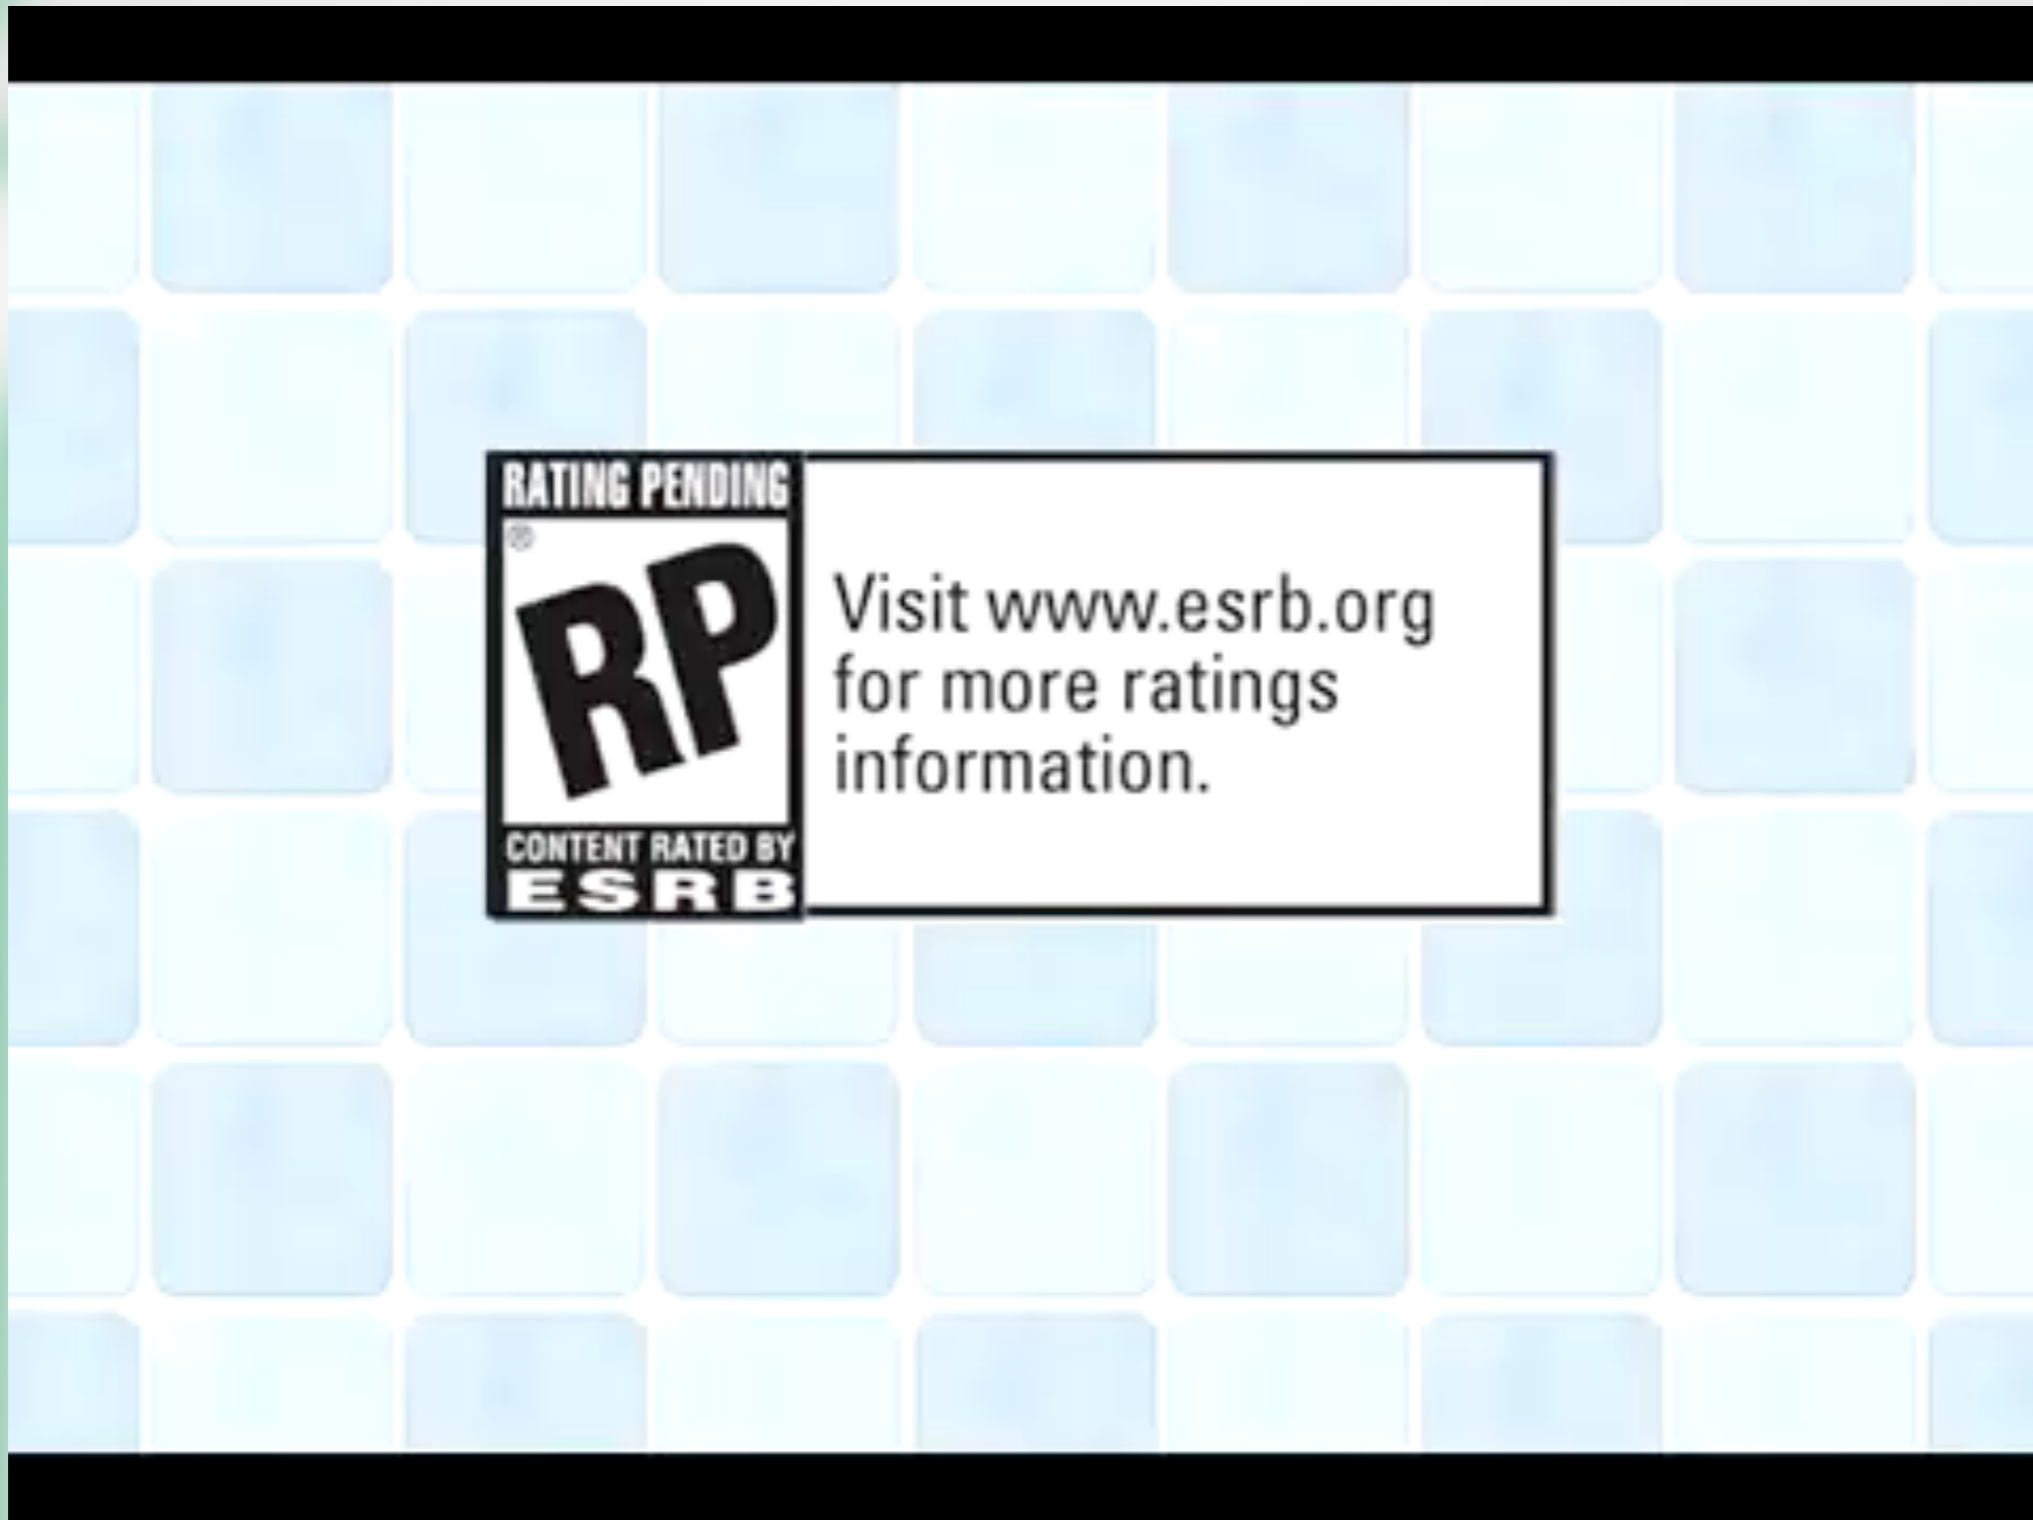 RATING PENDING
®
RP
CONTENT RATED BY
ESRB
Visit www.esrb.org
for more ratings
information.